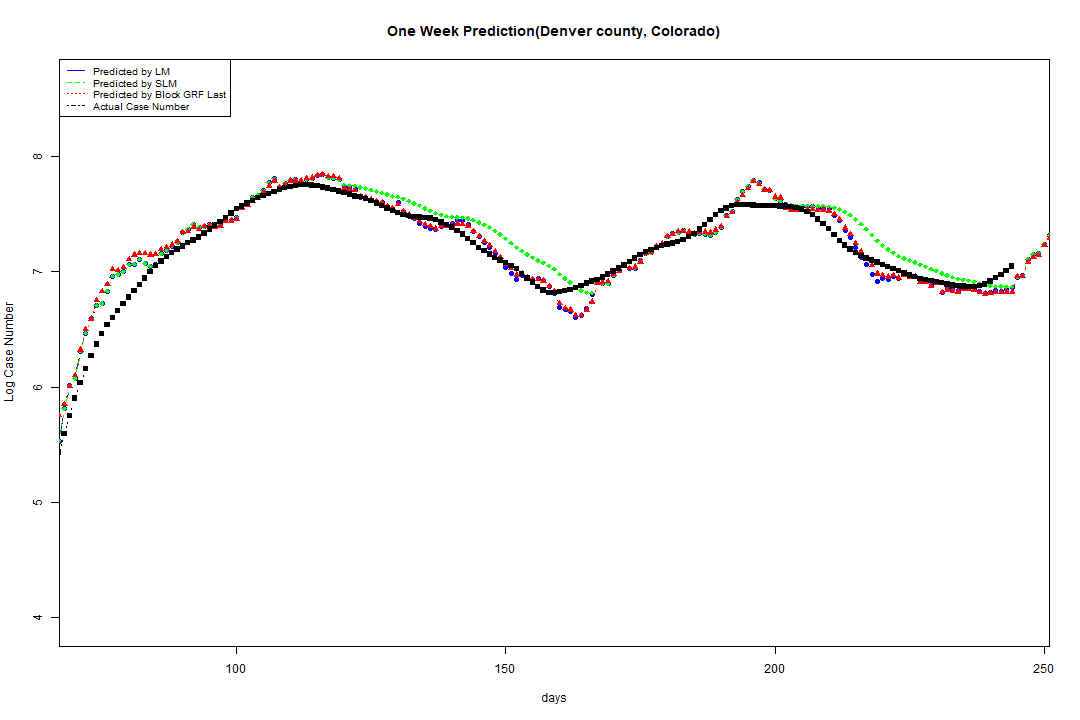 One Week Prediction(Denver county, Colorado)
Predicted by LM
Predicted by SLM
Predicted by Block GRF Last
Actual Case Number
Log Case Number
8
7
6
5
4
100 150 200 250
days